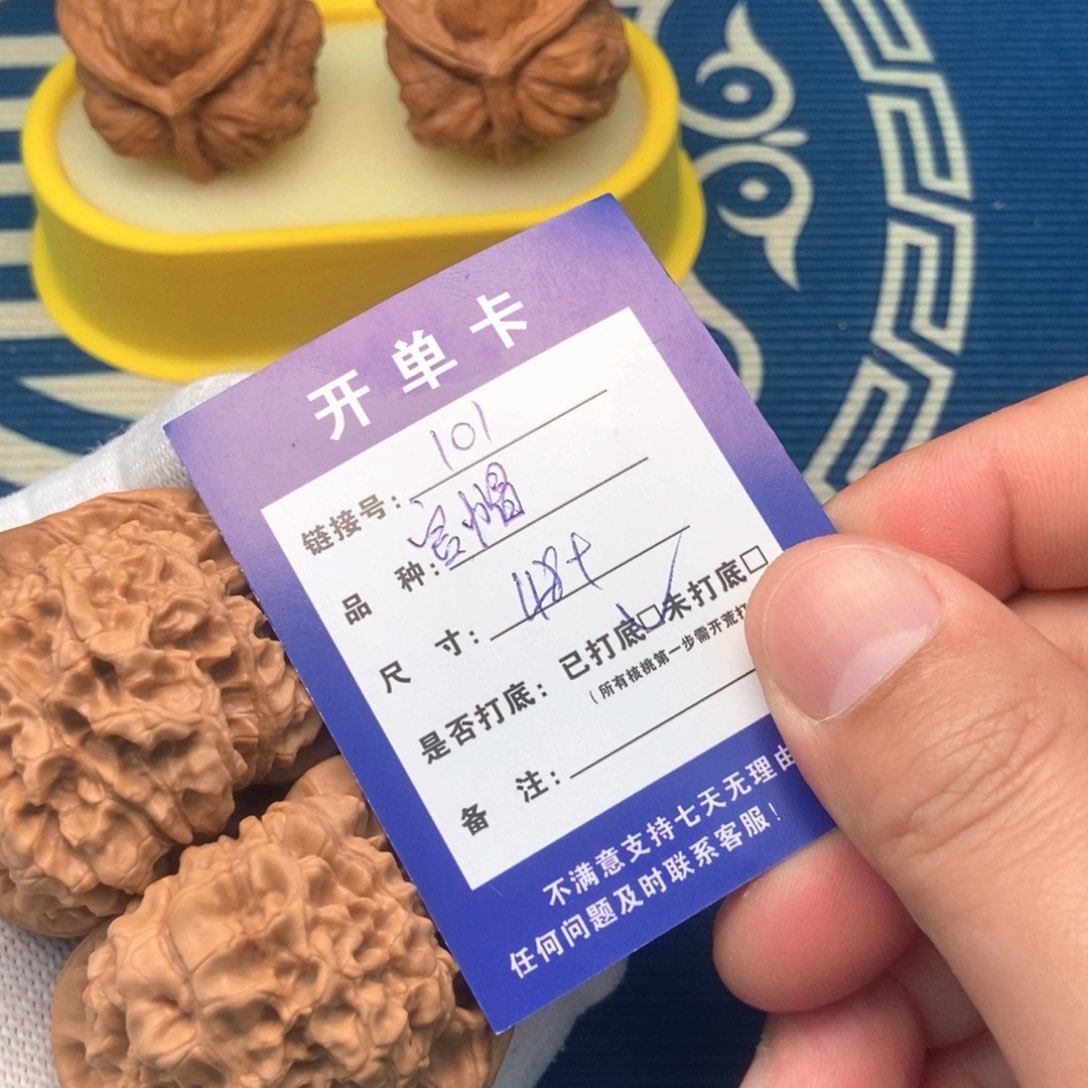 开单卡
链接号：101
品种：官帽
尺寸：48+
是否打底：已打底☑未打底□
（所有核桃第一步需开荒打
备注：
不满意支持七天无理由
任何问题及时联系客服！